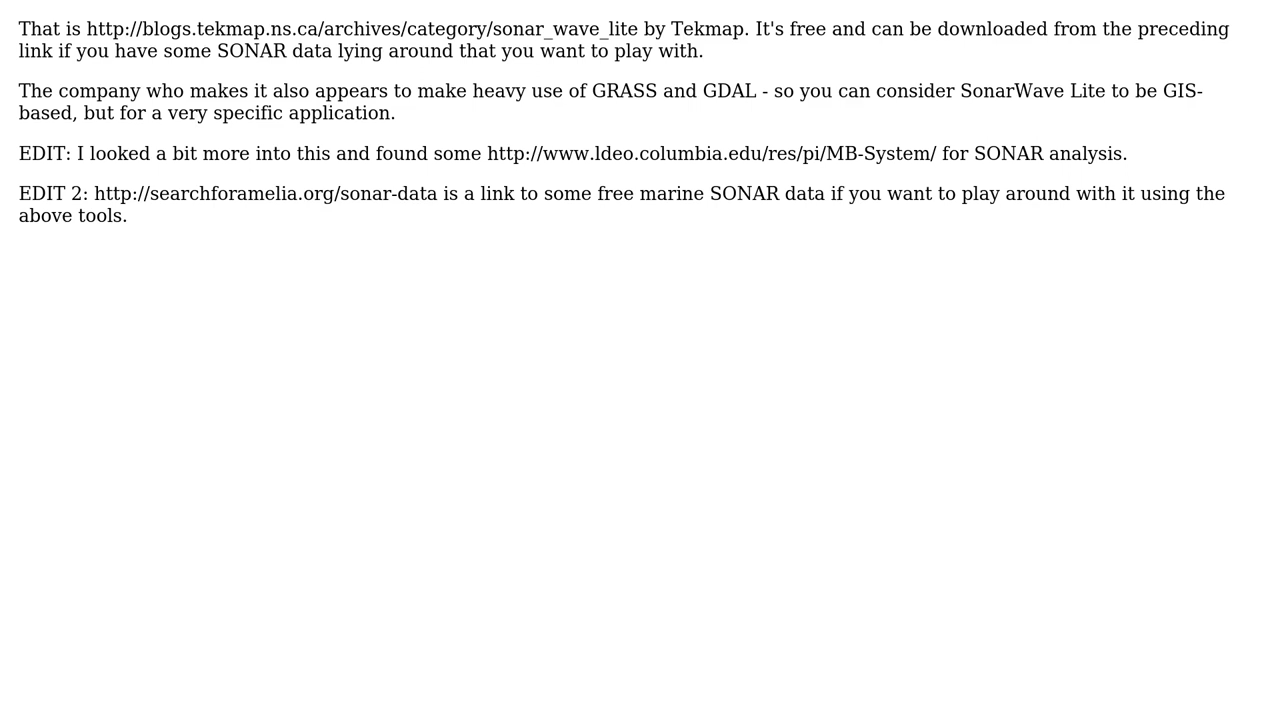 That is http://blogs.tekmap.ns.ca/archives/category/sonar_wave_lite by Tekmap. It's free and can be downloaded from the preceding
link if you have some SONAR data lying around that you want to play with.
The company who makes it also appears to make heavy use of GRASS and GDAL - so you can consider SonarWave Lite to be GIS-
based, but for a very specific application.
EDIT: I looked a bit more into this and found some http://www.ldeo.columbia.edu/res/pi/MB-System/ for SONAR analysis.
EDIT 2: http://searchforamelia.org/sonar-data is a link to some free marine SONAR data if you want to play around with it using the
above tools.